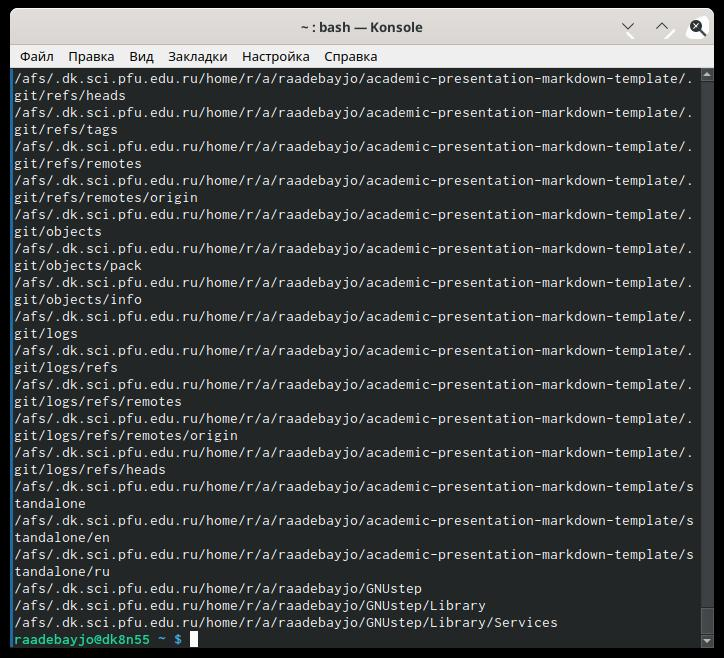 ~ : bash — Konsole
Файл Правка Вид Закладки Настройка Справка
/afs/.dk.sci.pfu.edu.ru/home/r/a/raadebayjo/academic-presentation-markdown-template/.
git/refs/heads
/afs/.dk.sci.pfu.edu.ru/home/r/a/raadebayjo/academic-presentation-markdown-template/.
git/refs/tags
/afs/.dk.sci.pfu.edu.ru/home/r/a/raadebayjo/academic-presentation-markdown-template/.
git/refs/remotes
/afs/.dk.sci.pfu.edu.ru/home/r/a/raadebayjo/academic-presentation-markdown-template/.
git/refs/remotes/origin
/afs/.dk.sci.pfu.edu.ru/home/r/a/raadebayjo/academic-presentation-markdown-template/.
git/objects
/afs/.dk.sci.pfu.edu.ru/home/r/a/raadebayjo/academic-presentation-markdown-template/.
git/objects/pack
/afs/.dk.sci.pfu.edu.ru/home/r/a/raadebayjo/academic-presentation-markdown-template/.
git/objects/info
/afs/.dk.sci.pfu.edu.ru/home/r/a/raadebayjo/academic-presentation-markdown-template/.
git/logs
/afs/.dk.sci.pfu.edu.ru/home/r/a/raadebayjo/academic-presentation-markdown-template/.
git/logs/refs
/afs/.dk.sci.pfu.edu.ru/home/r/a/raadebayjo/academic-presentation-markdown-template/.
git/logs/refs/remotes
/afs/.dk.sci.pfu.edu.ru/home/r/a/raadebayjo/academic-presentation-markdown-template/.
git/logs/refs/remotes/origin
/afs/.dk.sci.pfu.edu.ru/home/r/a/raadebayjo/academic-presentation-markdown-template/.
git/logs/refs/heads
/afs/.dk.sci.pfu.edu.ru/home/r/a/raadebayjo/academic-presentation-markdown-template/s
tandalone
/afs/.dk.sci.pfu.edu.ru/home/r/a/raadebayjo/academic-presentation-markdown-template/s
tandalone/en
/afs/.dk.sci.pfu.edu.ru/home/r/a/raadebayjo/academic-presentation-markdown-template/s
tandalone/ru
/afs/.dk.sci.pfu.edu.ru/home/r/a/raadebayjo/GNUstep
/afs/.dk.sci.pfu.edu.ru/home/r/a/raadebayjo/GNUstep/Library
/afs/.dk.sci.pfu.edu.ru/home/r/a/raadebayjo/GNUstep/Library/Services
raadebayjo@dk8n55 ~ $